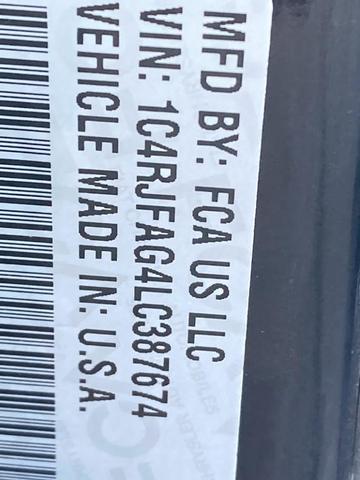 MFD BY: FCA US LLC
VIN: 1C4RJFAG4LC387674
VEHICLE MADE IN: U.S.A.